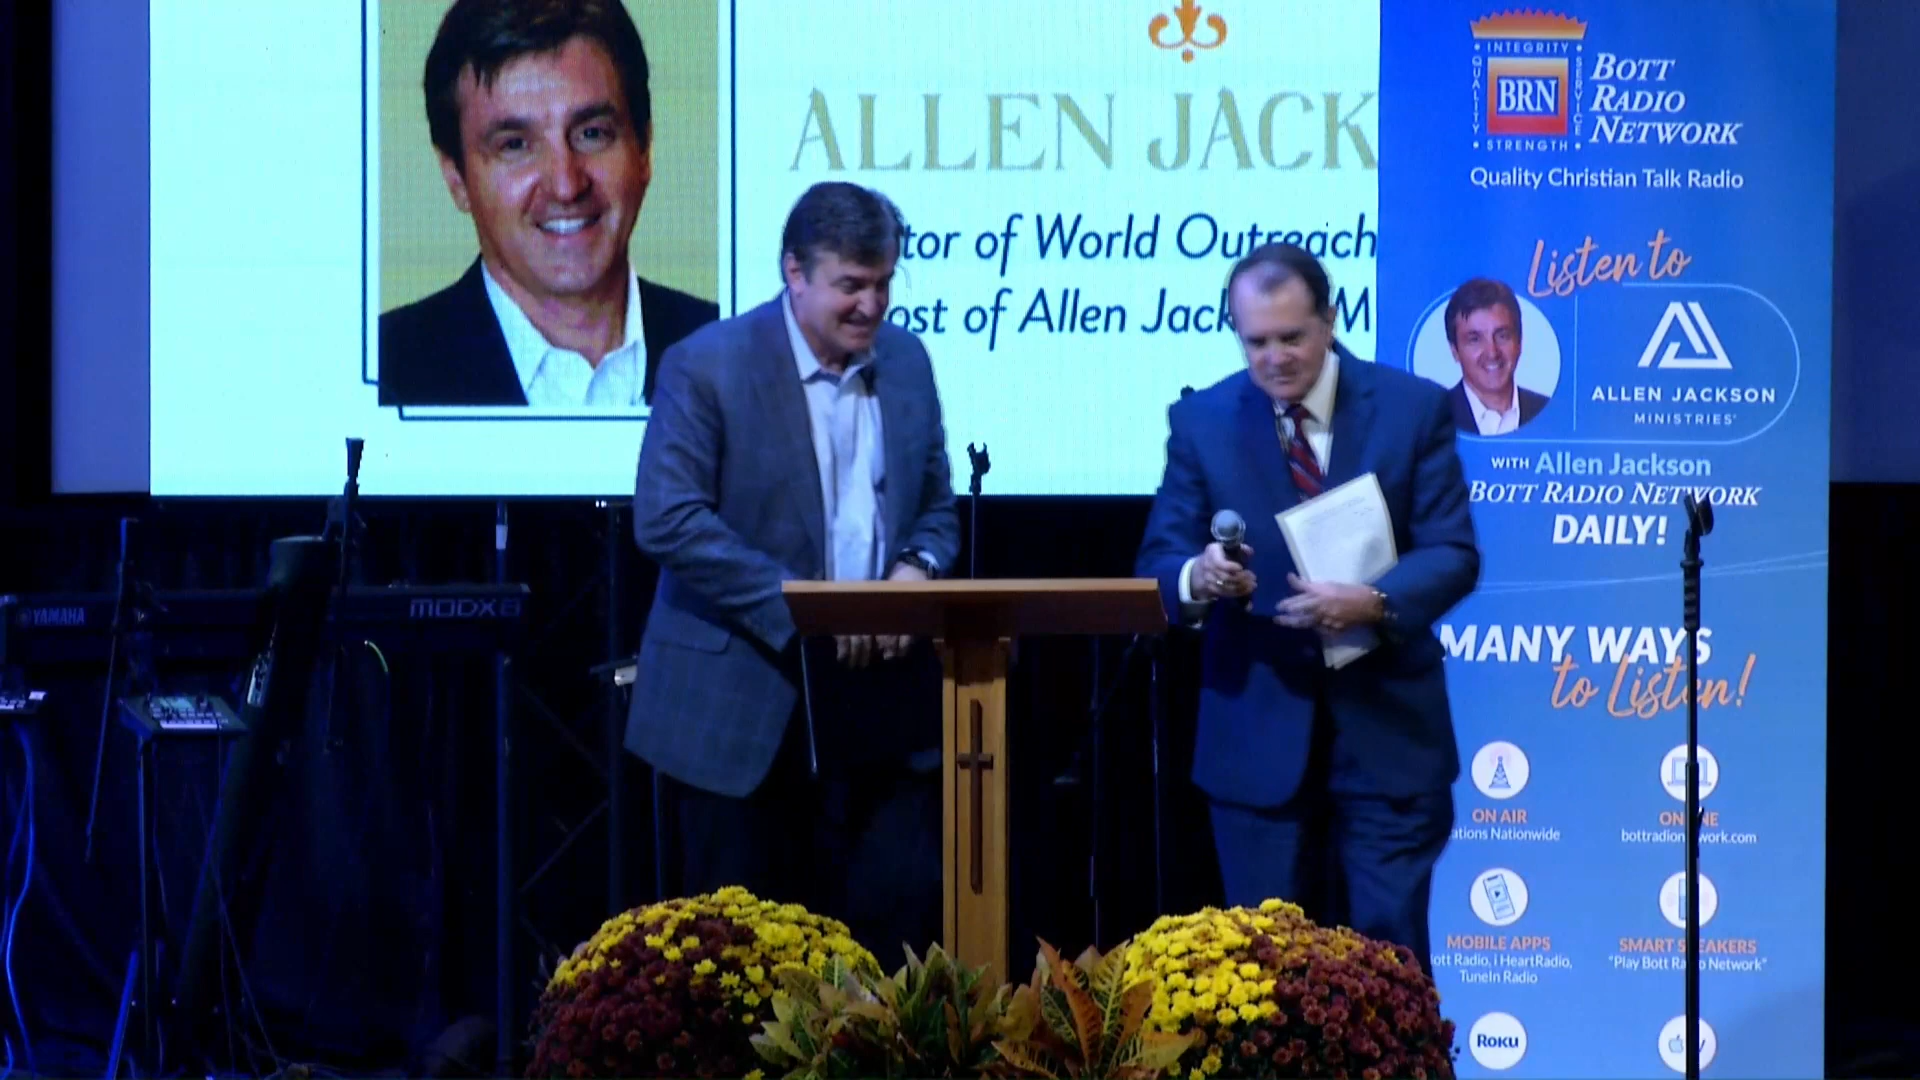 ALLEN JACK
tor of World Outreach
ost of Allen Jack M
INTEGRITY
QUALITY
BRN
SERVICE
STRENGTH
BOTT
RADIO
NETWORK
Quality Christian Talk Radio
Listen to
ALLEN JACKSON
MINISTRIES
WITH Allen Jackson
BOTT RADIO NETWORK
DAILY!
MANY WAYS
to Listen!
ON AIR
ations Nationwide
bottradion work.com
MOBILE APPS
ott Radio, i HeartRadio,
TuneIn Radio
SMART S EAKERS
"Play Bott Ra o Network"
ROKU
YAMAHA
MODX8